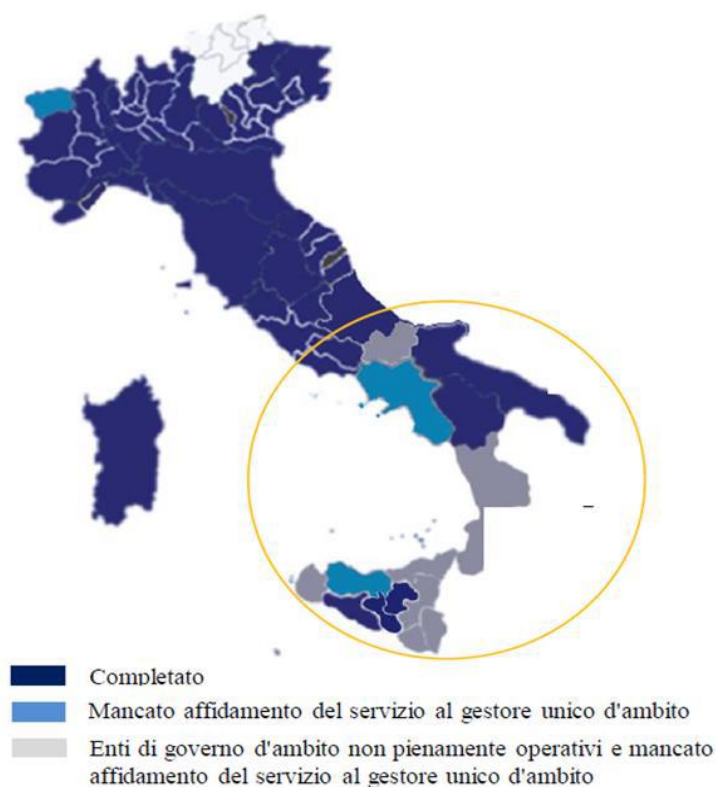 Completato
Mancato affidamento del servizio al gestore unico d'ambito
Enti di governo d'ambito non pienamente operativi e mancato
affidamento del servizio al gestore unico d'ambito